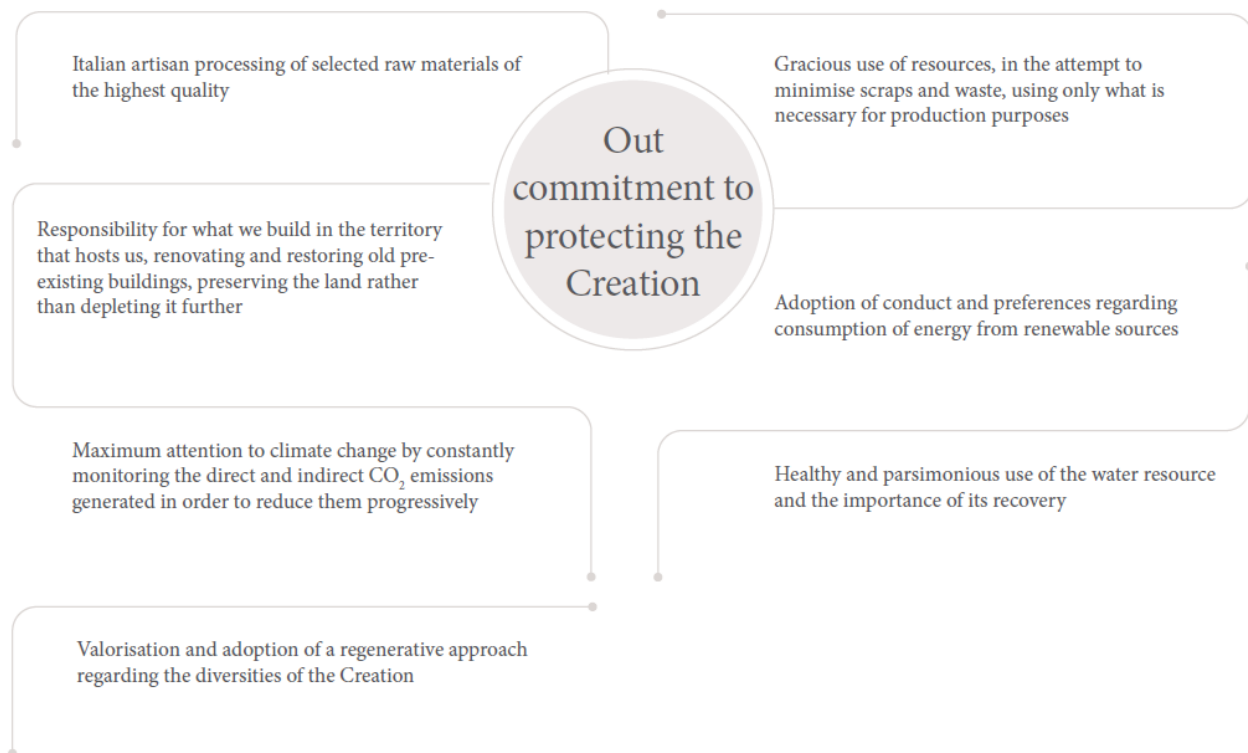 Italian artisan processing of selected raw materials of
the highest quality
Gracious use of resources, in the attempt to
minimise scraps and waste, using only what is
necessary for production purposes
Out
commitment to
protecting the
Creation
Responsibility for what we build in the territory
that hosts us, renovating and restoring old pre-
existing buildings, preserving the land rather
than depleting it further
Adoption of conduct and preferences regarding
consumption of energy from renewable sources
Maximum attention to climate change by constantly
monitoring the direct and indirect CO₂ emissions
generated in order to reduce them progressively
Healthy and parsimonious use of the water resource
and the importance of its recovery
Valorisation and adoption of a regenerative approach
regarding the diversities of the Creation